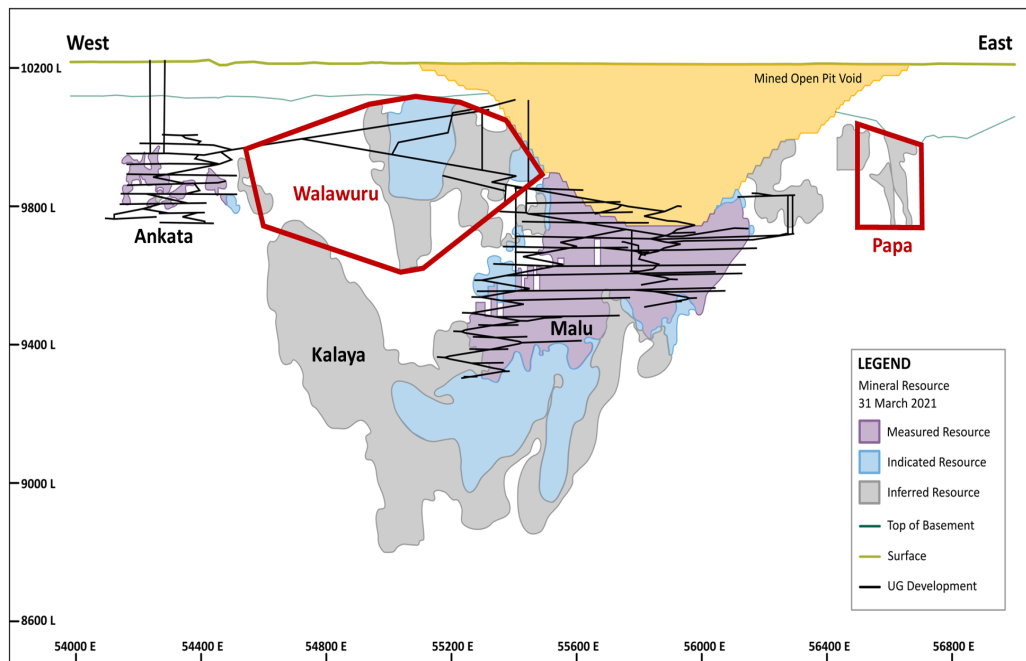 West
East
10200 L
Mined Open Pit Void
Walawuru
9800 L
Ankata
Papa
Malu
Kalaya
9400 L
LEGEND
Mineral Resource
31 March 2021
Measured Resource
Indicated Resource
Inferred Resource
Top of Basement
Surface
UG Development
9000 L
8600 L
54000 E
54400 E
54800 E
55200 E
55600 E
56000 E
56400 E
56800 E